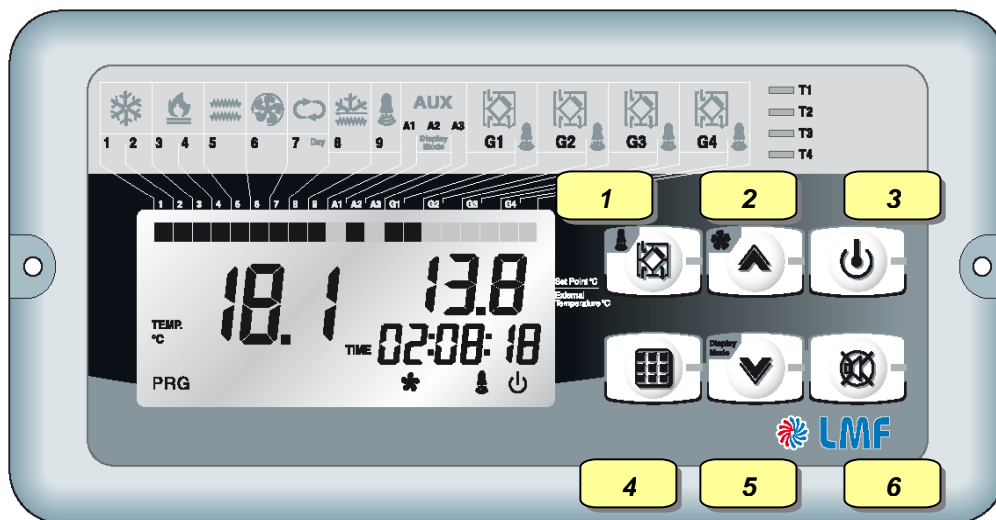 AUX
A1 A2 A3
Display
Mode
G1 G2 G3 G4
1 2 3 4 5 6 7 Day 8 9
T1
T2
T3
T4
1 2 3 4 5 6 7 8 9 A1 A2 A3 G1 G2 G3 G4
1 2 3
18.1
13.8
Set Point °C
External
Temperature °C
TEMP.
°C
TIME 02:08:18
PRG
Display
Mode
LMF
4 5 6